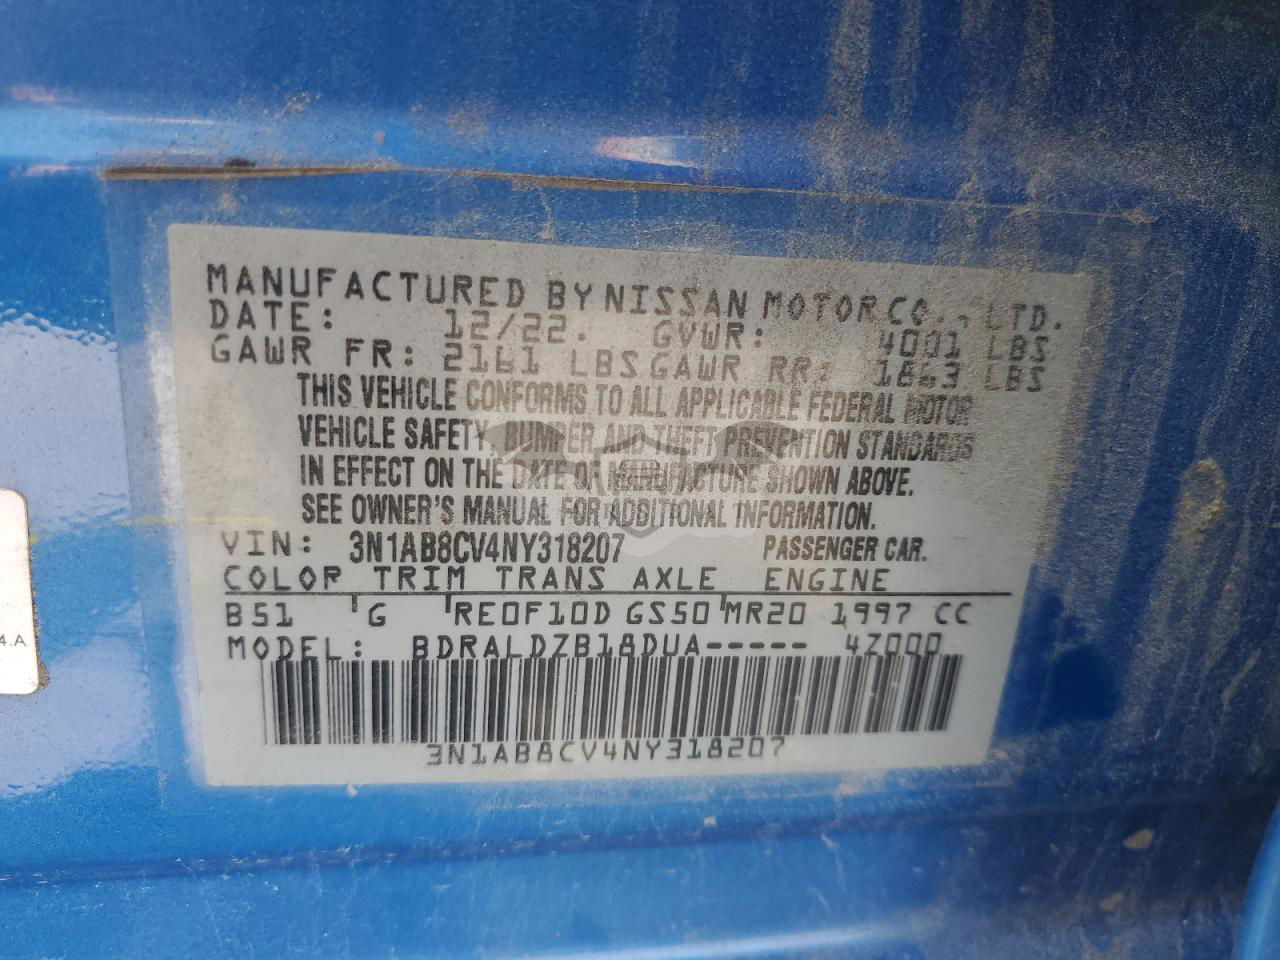 MANUFACTURED BY NISSAN MOTOR CO., LTD.
DATE: 12/22. GVWR: 4001 LBS
GAWR FR: 2161 LBS GAWR RR: 1863 LBS
THIS VEHICLE CONFORMS TO ALL APPLICABLE FEDERAL MOTOR
VEHICLE SAFETY, BUMPER AND THEFT PREVENTION STANDARDS
IN EFFECT ON THE DATE OF MANUFACTURE SHOWN ABOVE.
SEE OWNER'S MANUAL FOR ADDITIONAL INFORMATION.
VIN: 3N1AB8CV4NY318207 PASSENGER CAR.
COLOR TRIM TRANS AXLE ENGINE
B51 G RE0F10D GS50 MR20 1997 CC
MODEL: BDRALDZB18DUA----- 4Z000
3N1AB8CV4NY318207
4.A